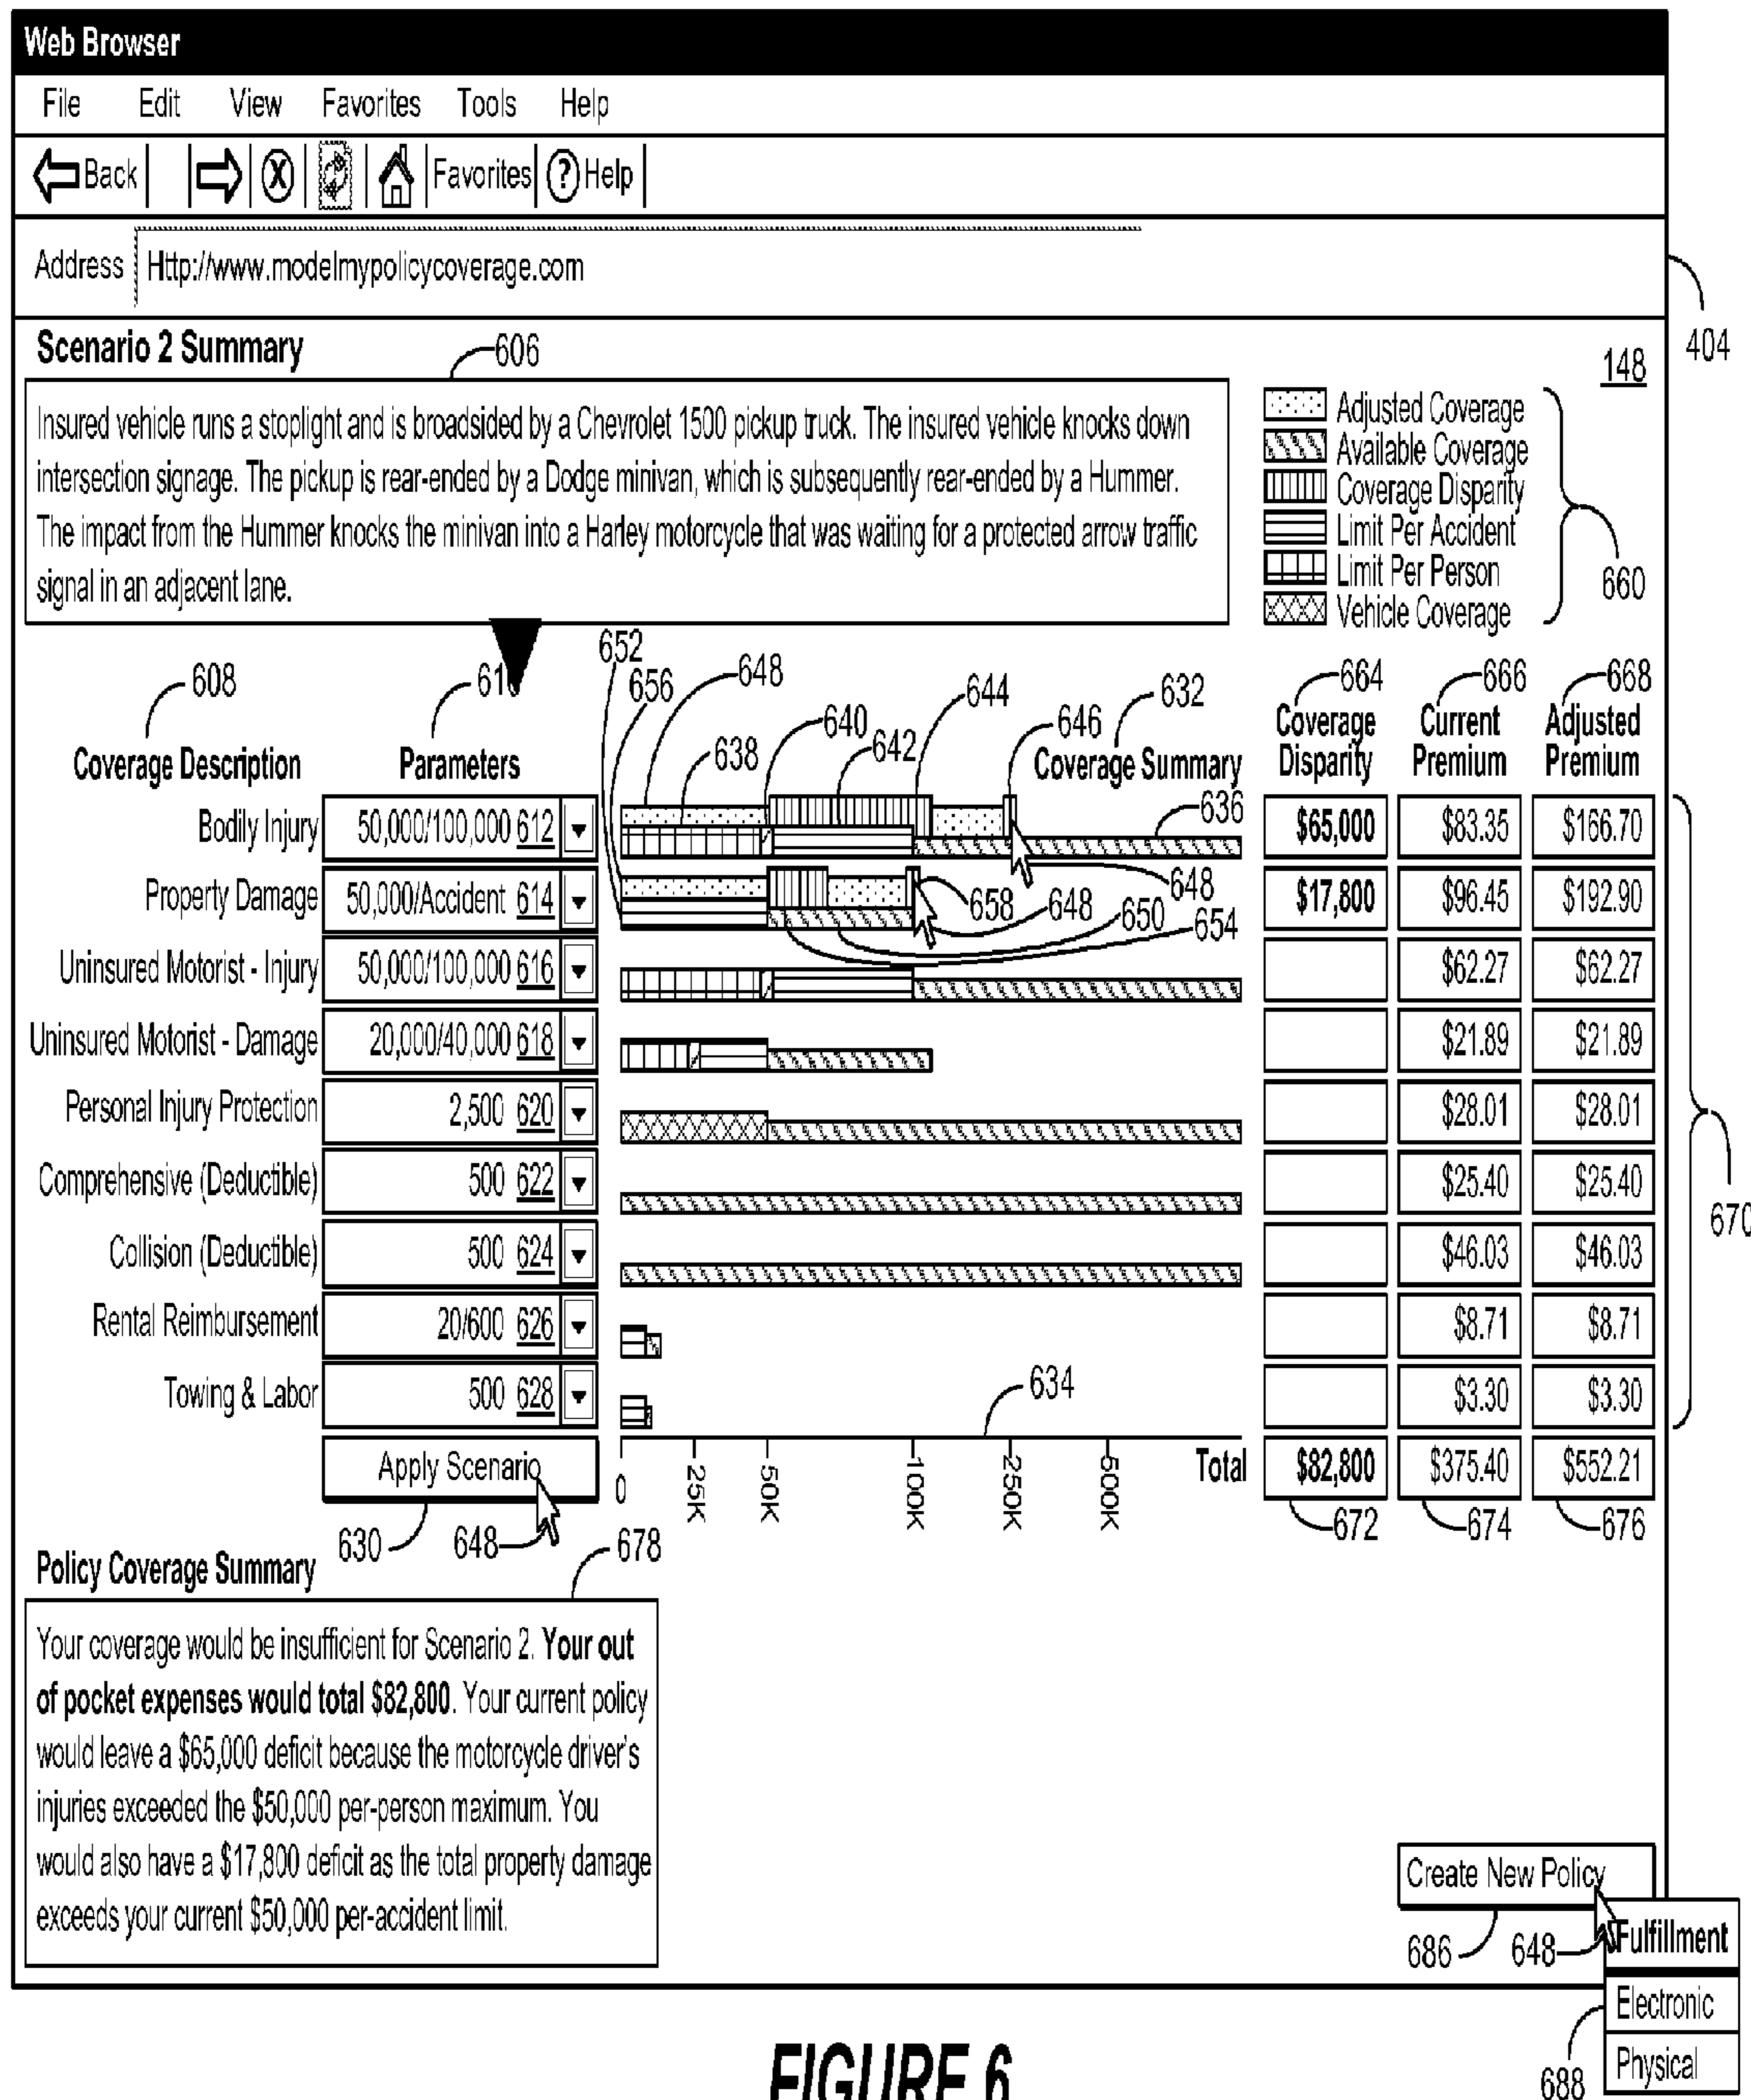 Web Browser
File Edit View Favorites Tools Help
Back X Favorites ? Help
Address Http://www.modelmypolicycoverage.com
404
Scenario 2 Summary
606
148
Insured vehicle runs a stoplight and is broadsided by a Chevrolet 1500 pickup truck. The insured vehicle knocks down
intersection signage. The pickup is rear-ended by a Dodge minivan, which is subsequently rear-ended by a Hummer.
The impact from the Hummer knocks the minivan into a Harley motorcycle that was waiting for a protected arrow traffic
signal in an adjacent lane.
Adjusted Coverage
Available Coverage
Coverage Disparity
Limit Per Accident
Limit Per Person
Vehicle Coverage
660
608
652
656
648
638
640
642
644
646
632
664
666
668
Coverage Description
Parameters
Coverage Summary
Coverage
Disparity
Current
Premium
Adjusted
Premium
Bodily Injury 50,000/100,000 612 636 $65,000 $83.35 $166.70
Property Damage 50,000/Accident 614 $17,800 $96.45 $192.90
658
648
648
650
654
Uninsured Motorist - Injury 50,000/100,000 616 $62.27 $62.27
Uninsured Motorist - Damage 20,000/40,000 618 $21.89 $21.89
Personal Injury Protection 2,500 620 $28.01 $28.01
Comprehensive (Deductible) 500 622 $25.40 $25.40
670
Collision (Deductible) 500 624 $46.03 $46.03
Rental Reimbursement 20/600 626 $8.71 $8.71
Towing & Labor 500 628 634 $3.30 $3.30
Apply Scenario
0
25K
50K
100K
250K
500K
Total $82,800 $375.40 $552.21
630
648
678
672
674
676
Policy Coverage Summary
Your coverage would be insufficient for Scenario 2. Your out
of pocket expenses would total $82,800. Your current policy
would leave a $65,000 deficit because the motorcycle driver's
injuries exceeded the $50,000 per-person maximum. You
would also have a $17,800 deficit as the total property damage
exceeds your current $50,000 per-accident limit.
Create New Policy
686
648
Fulfillment
Electronic
Physical
688
FIGURE 6